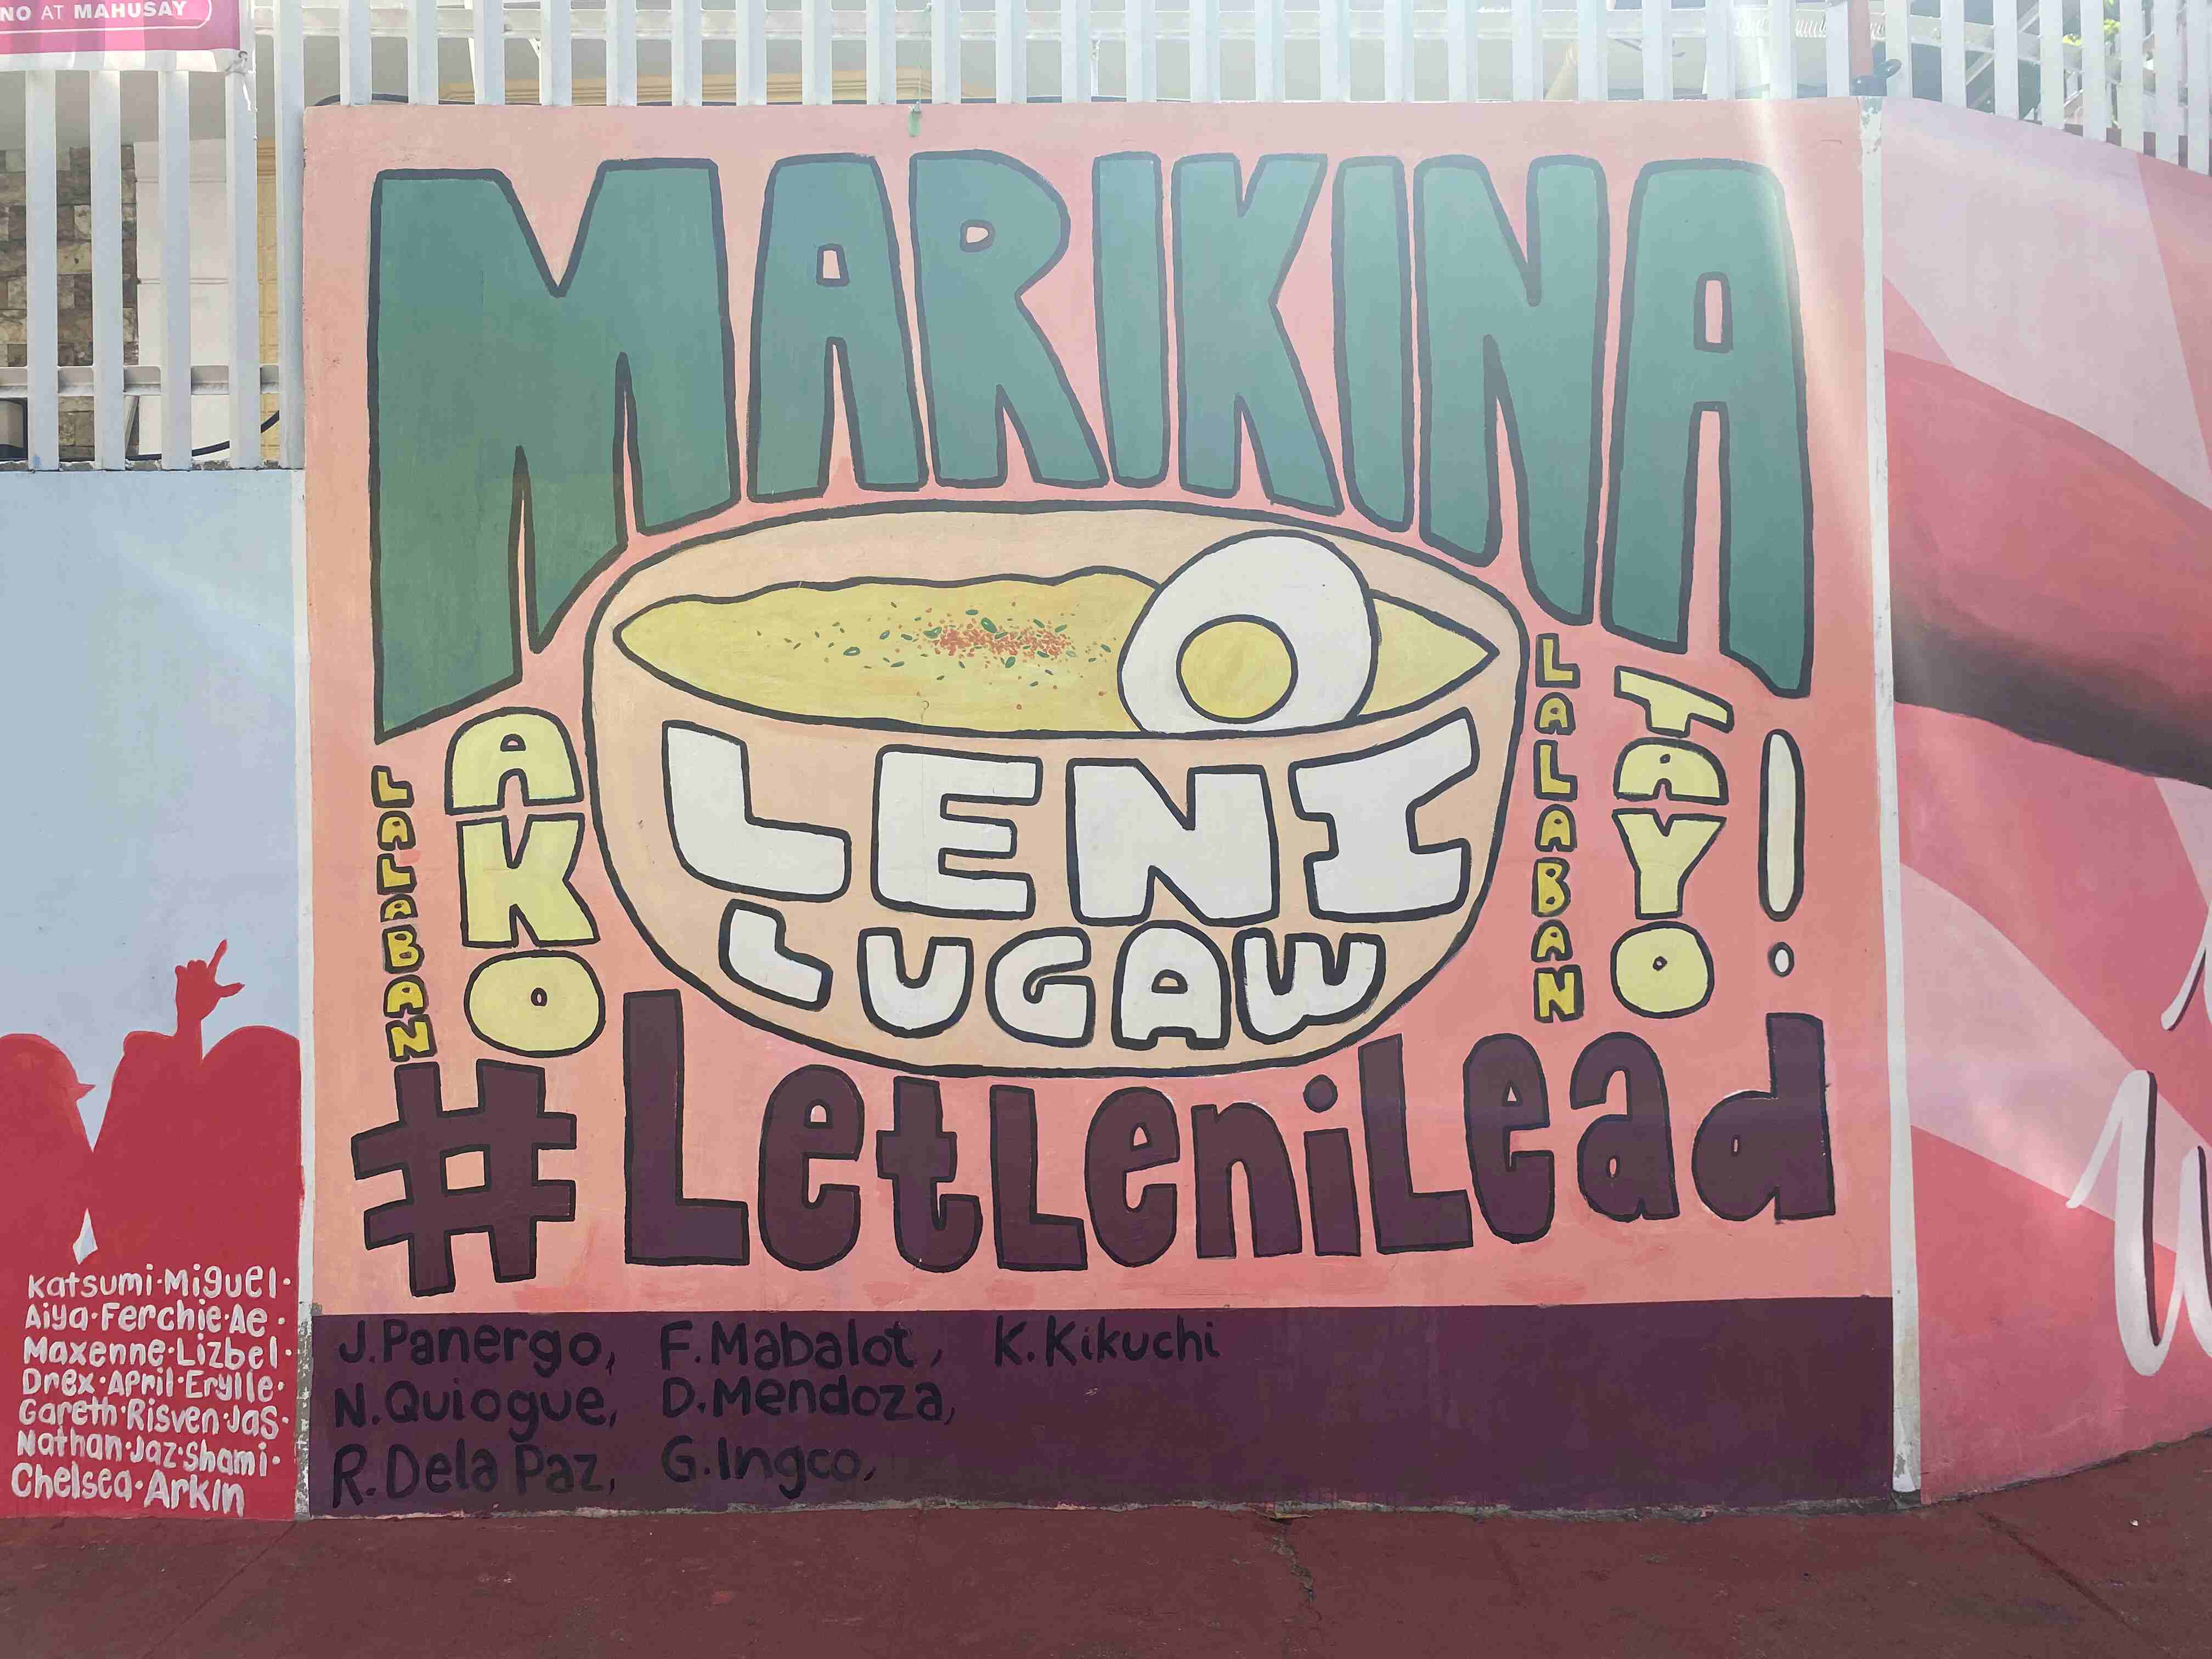 NO AT MAHUSAY
MARIKINA
LALABAN
AKO
LENI
LUGAW
LALABAN
TAYO!
#LetLeniLead
Katsumi·Miguel·
Aiya·Ferchie·Ae·
Maxenne·Lizbel·
Drex·April·Erylle·
Gareth·Risven·Jas·
Nathan·Jaz·Shami·
Chelsea·Arkin
J.Panergo, F.Mabalot, K.Kikuchi
N.Quiogue, D.Mendoza,
R.Dela Paz, G.Ingco,